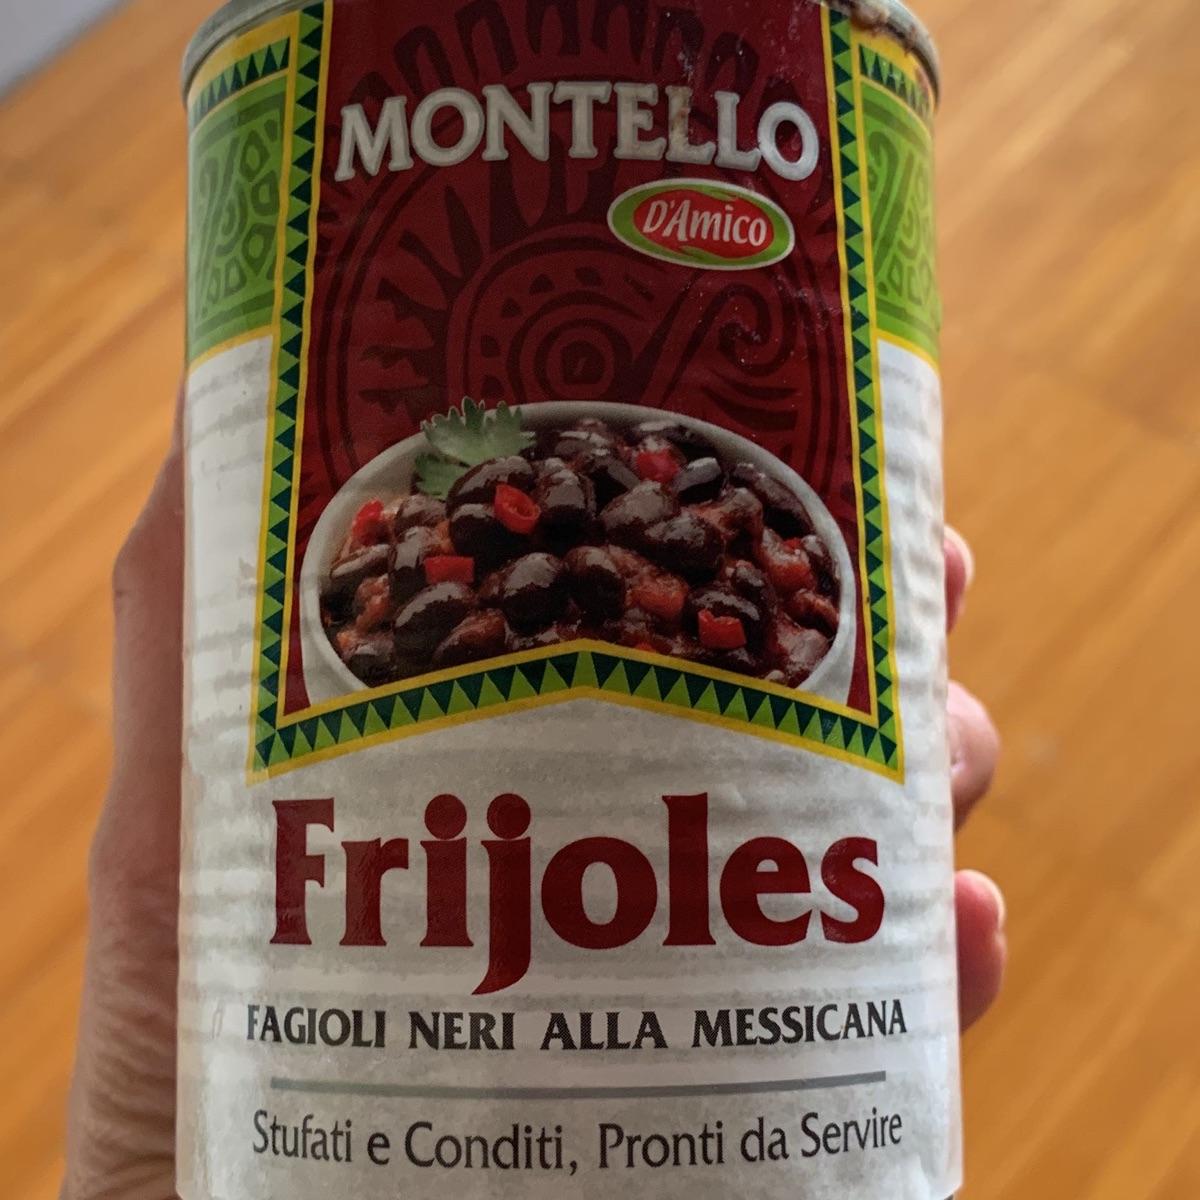 MONTELLO
D'Amico
Frijoles
FAGIOLI NERI ALLA MESSICANA
Stufati e Conditi, Pronti da Servire